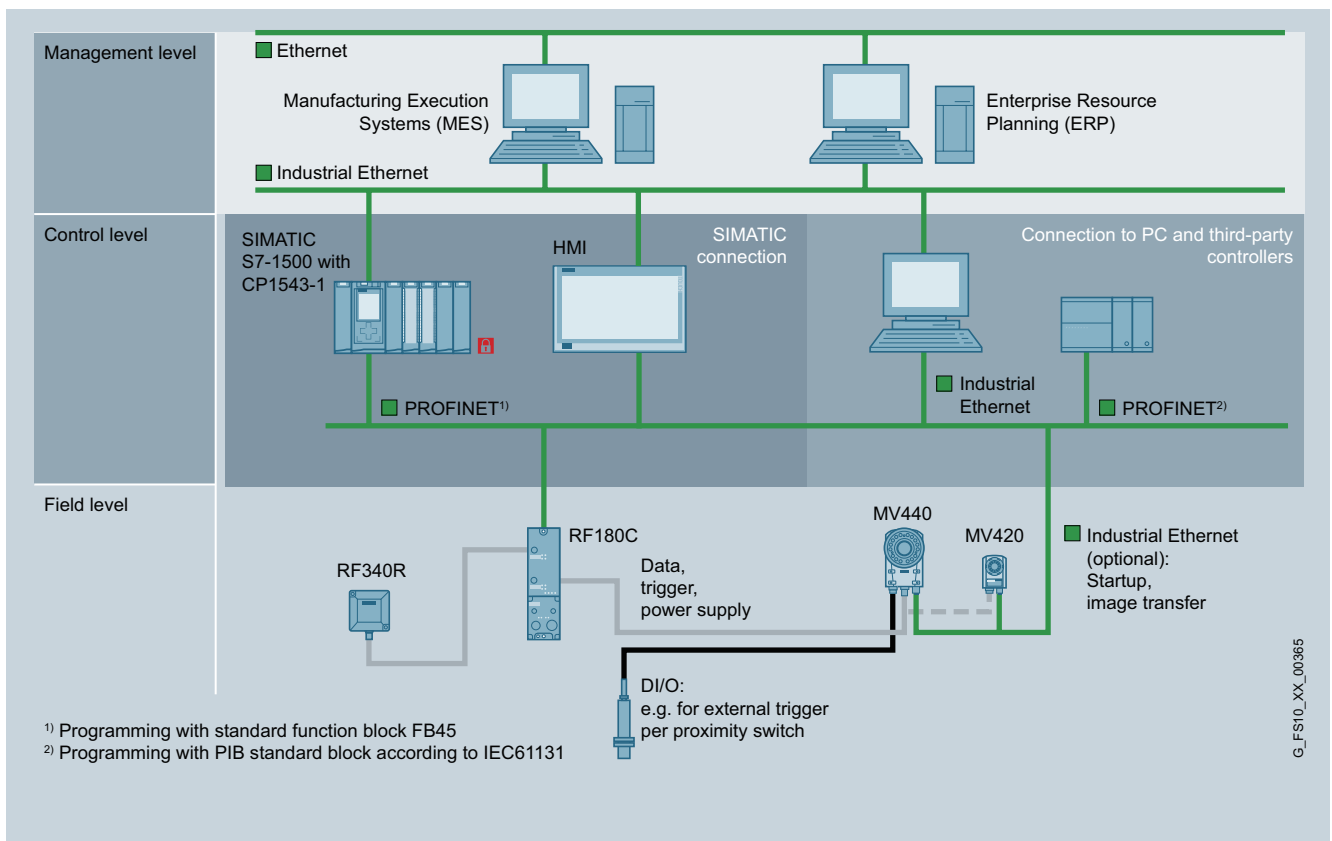 Management level
Ethernet
Manufacturing Execution
Systems (MES)
Enterprise Resource
Planning (ERP)
Industrial Ethernet
Control level
SIMATIC
S7-1500 with
CP1543-1
HMI
SIMATIC
connection
Connection to PC and third-party
controllers
PROFINET1)
Industrial
Ethernet
PROFINET2)
Field level
RF340R
RF180C
Data,
trigger,
power supply
MV440
MV420
Industrial Ethernet
(optional):
Startup,
image transfer
DI/O:
e.g. for external trigger
per proximity switch
1) Programming with standard function block FB45
2) Programming with PIB standard block according to IEC61131
G_FS10_XX_00365